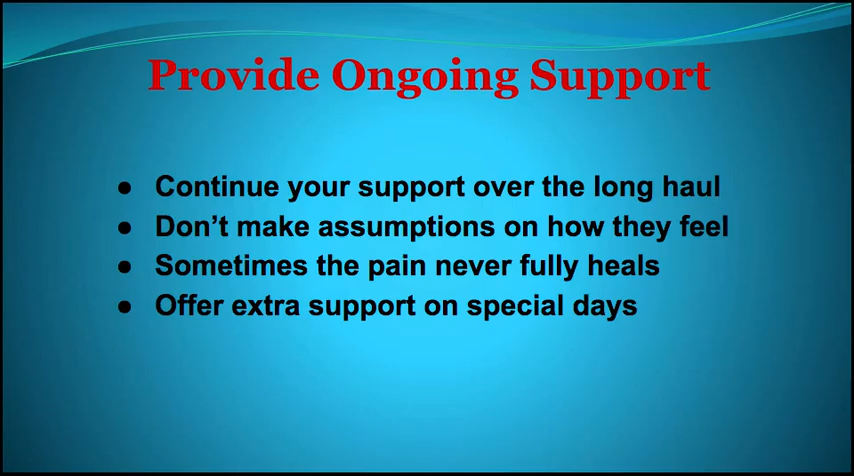 Provide Ongoing Support
● Continue your support over the long haul
● Don’t make assumptions on how they feel
● Sometimes the pain never fully heals
● Offer extra support on special days